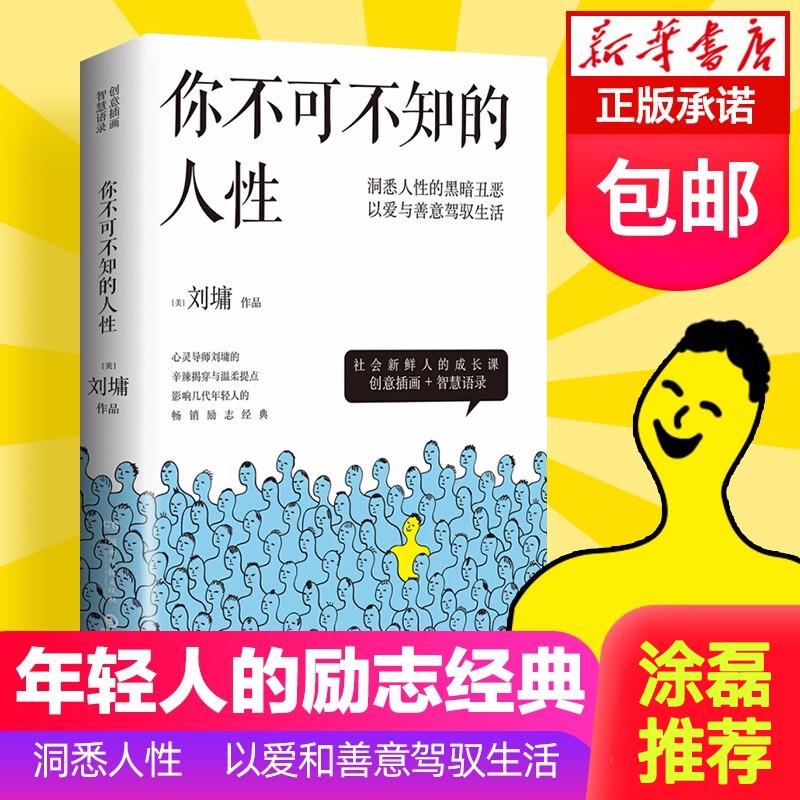 新华书店
正版承诺
包邮
创意插画
智慧语录
你不可不知的人性
[美]
刘墉
作品
你不可不知的
人性
洞悉人性的黑暗丑恶
以爱与善意驾驭生活
[美] 刘墉 作品
心灵导师刘墉的
辛辣揭穿与温柔提点
影响几代年轻人的
畅销励志经典
社会新鲜人的成长课
创意插画+智慧语录
年轻人的励志经典
洞悉人性 以爱和善意驾驭生活
涂磊
推荐